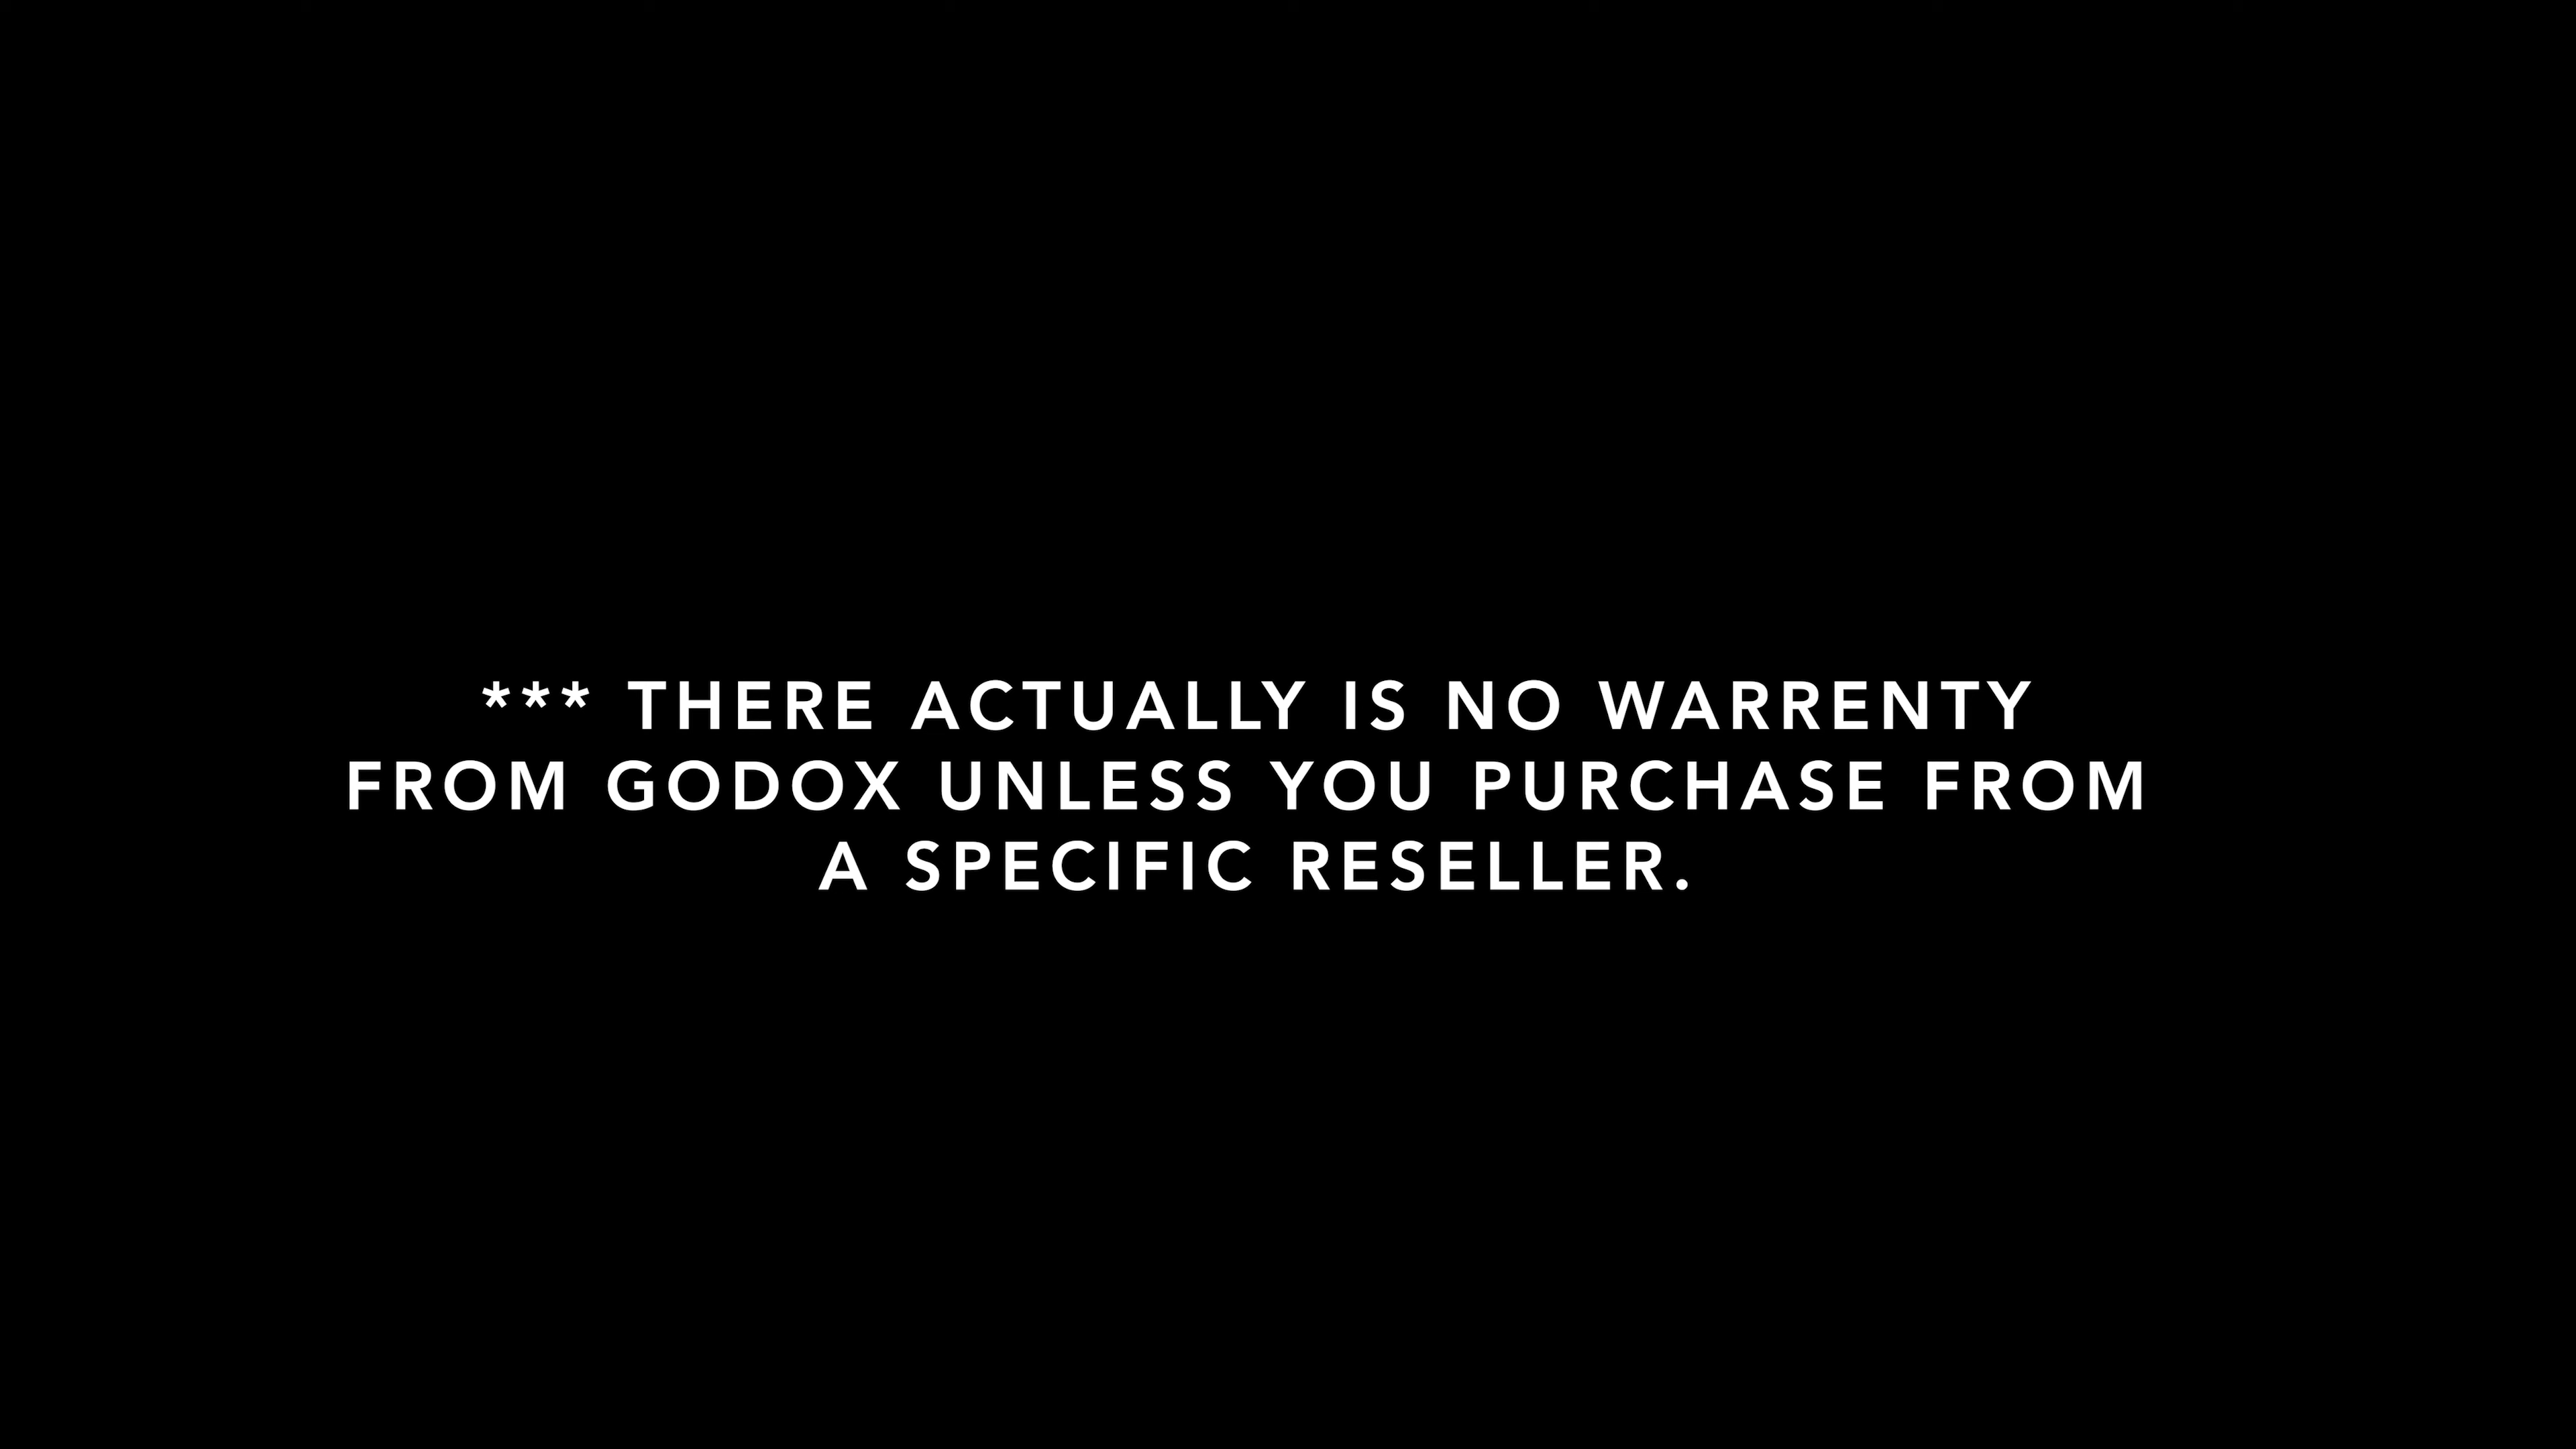 *** THERE ACTUALLY IS NO WARRENTY
FROM GODOX UNLESS YOU PURCHASE FROM
A SPECIFIC RESELLER.